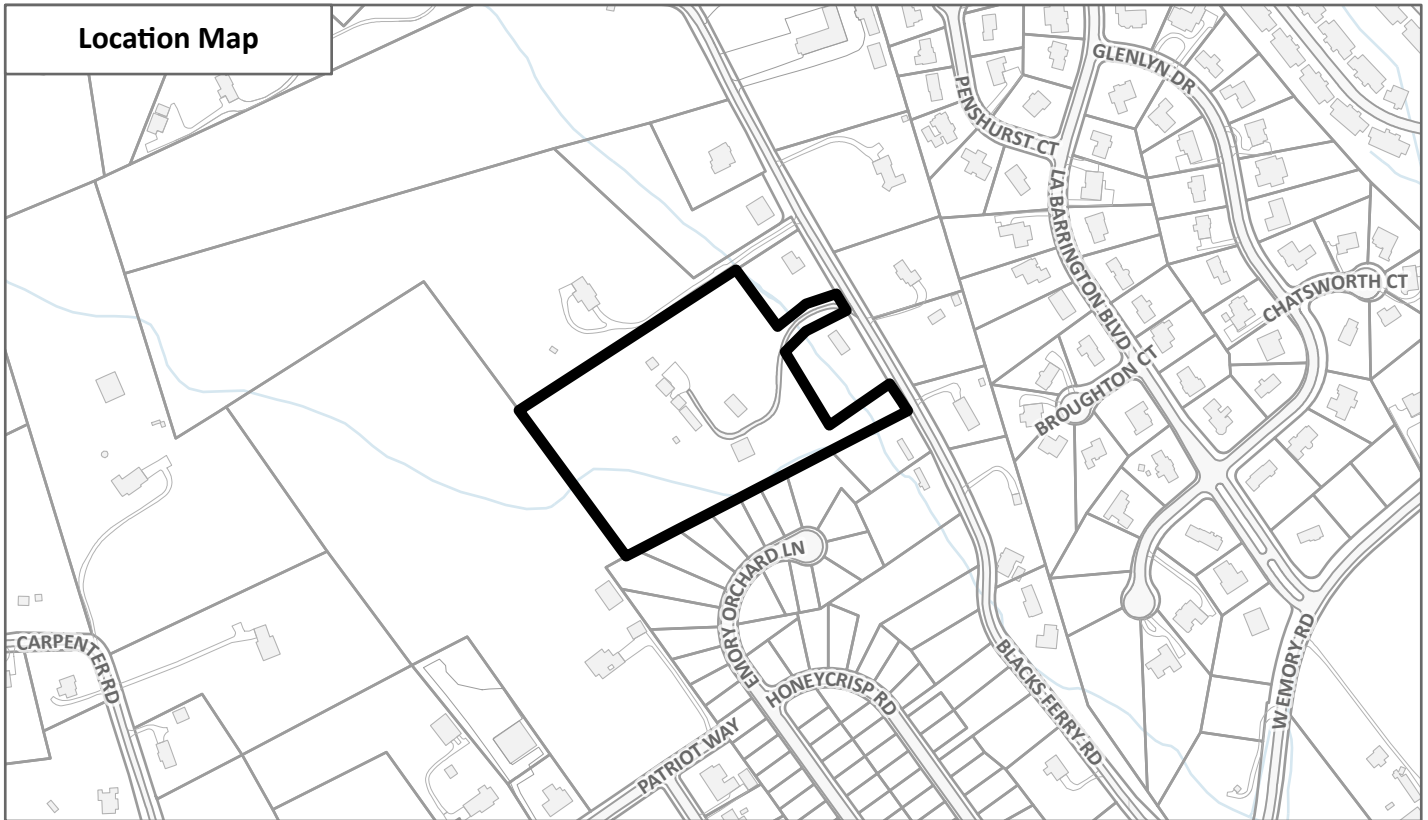 Location Map
GLENLYN DR
PENSHURST CT
LA BARRINGTON BLVD
CHATSWORTH CT
BROUGHTON CT
EMORY ORCHARD LN
HONEYCRISP RD
CARPENTER RD
BLACKS FERRY RD
W EMORY RD
PATRIOT WAY